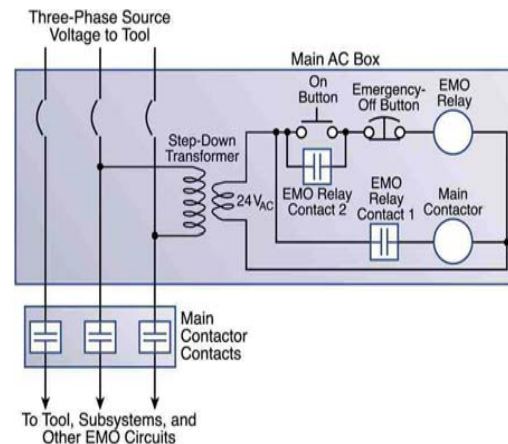 Three-Phase Source
Voltage to Tool
Main AC Box
On
Button
Emergency-
Off Button
EMO
Relay
Step-Down
Transformer
24VAC
EMO Relay
Contact 2
EMO
Relay
Contact 1
Main
Contactor
Main
Contactor
Contacts
To Tool, Subsystems, and
Other EMO Circuits